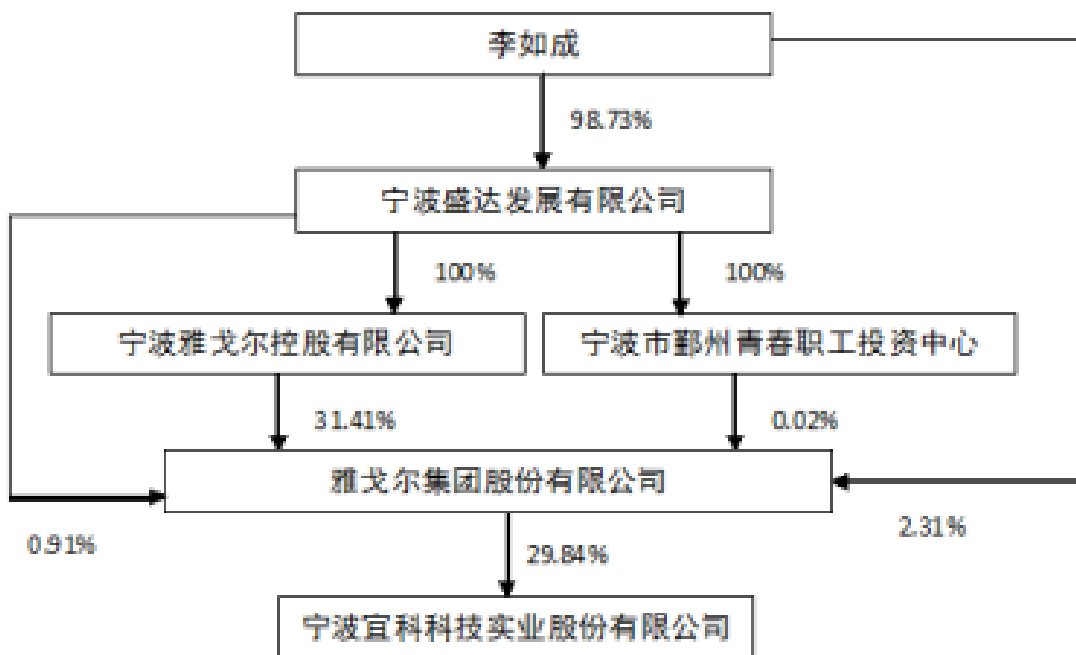 李如成
98.73%
宁波盛达发展有限公司
100%
100%
宁波雅戈尔控股有限公司
宁波市鄞州青春职工投资中心
31.41%
0.02%
雅戈尔集团股份有限公司
0.91%
29.84%
2.31%
宁波宜科科技实业股份有限公司